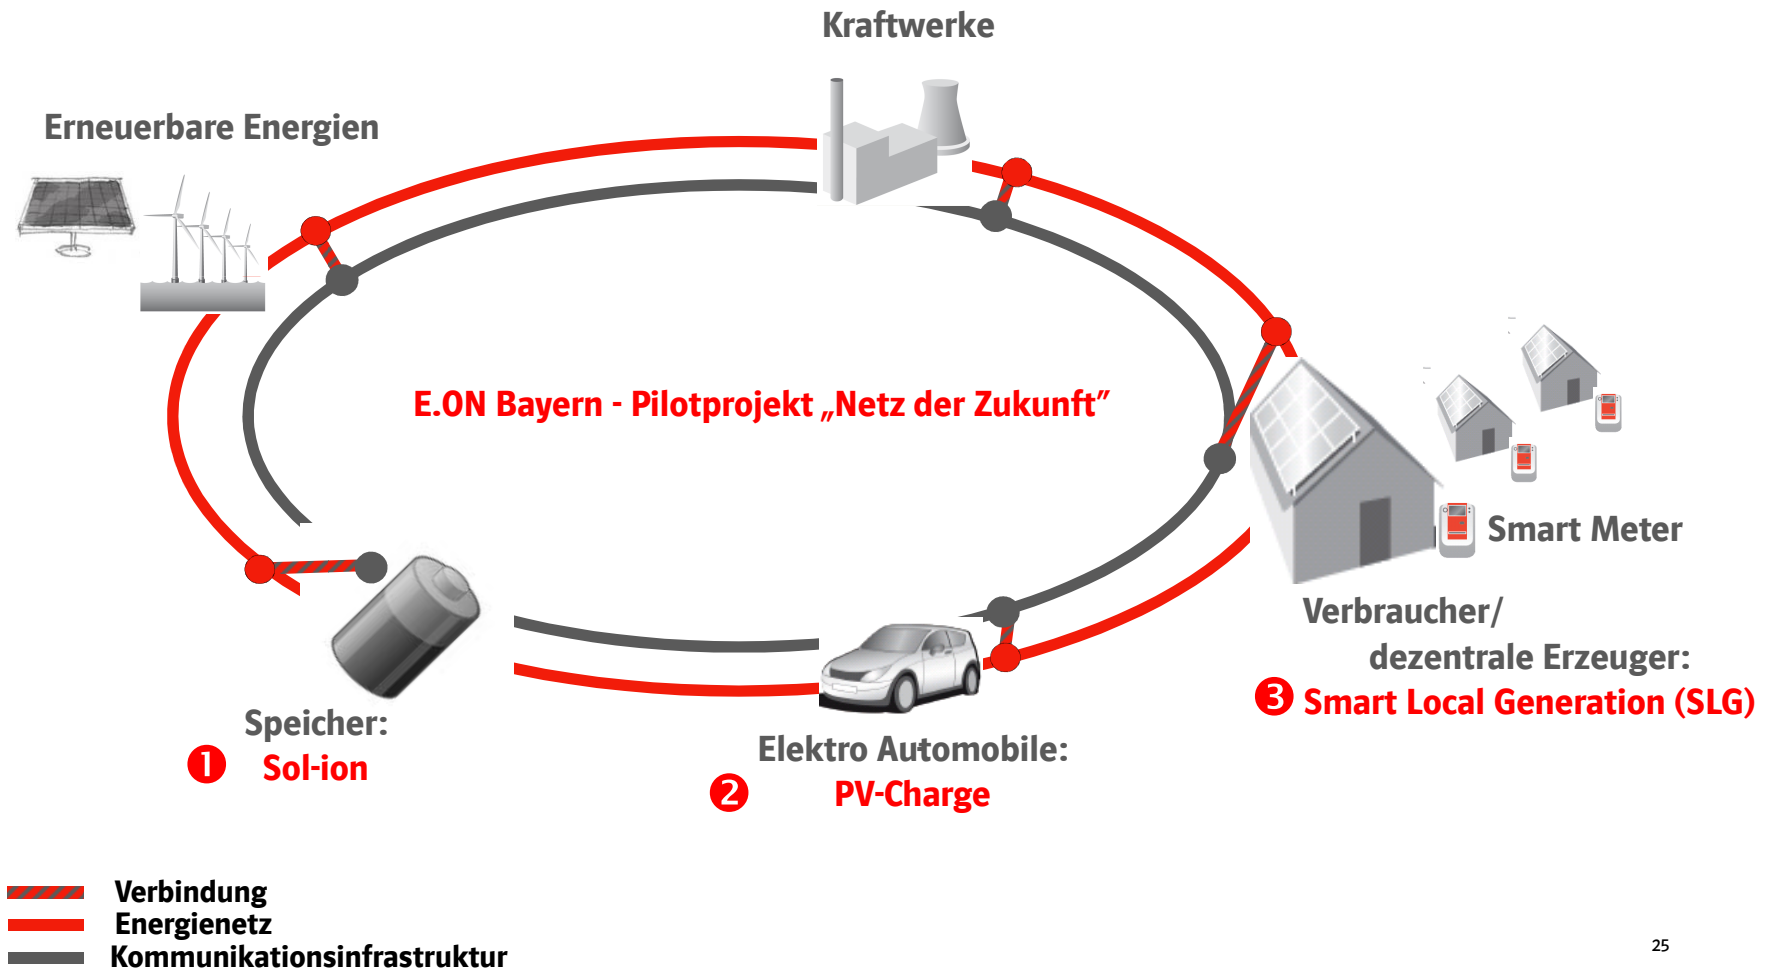 Kraftwerke
Erneuerbare Energien
E.ON Bayern - Pilotprojekt „Netz der Zukunft”
Smart Meter
Verbraucher/
dezentrale Erzeuger:
❸ Smart Local Generation (SLG)
Speicher:
❶ Sol-ion
Elektro Automobile:
❷ PV-Charge
Verbindung
Energienetz
Kommunikationsinfrastruktur
25